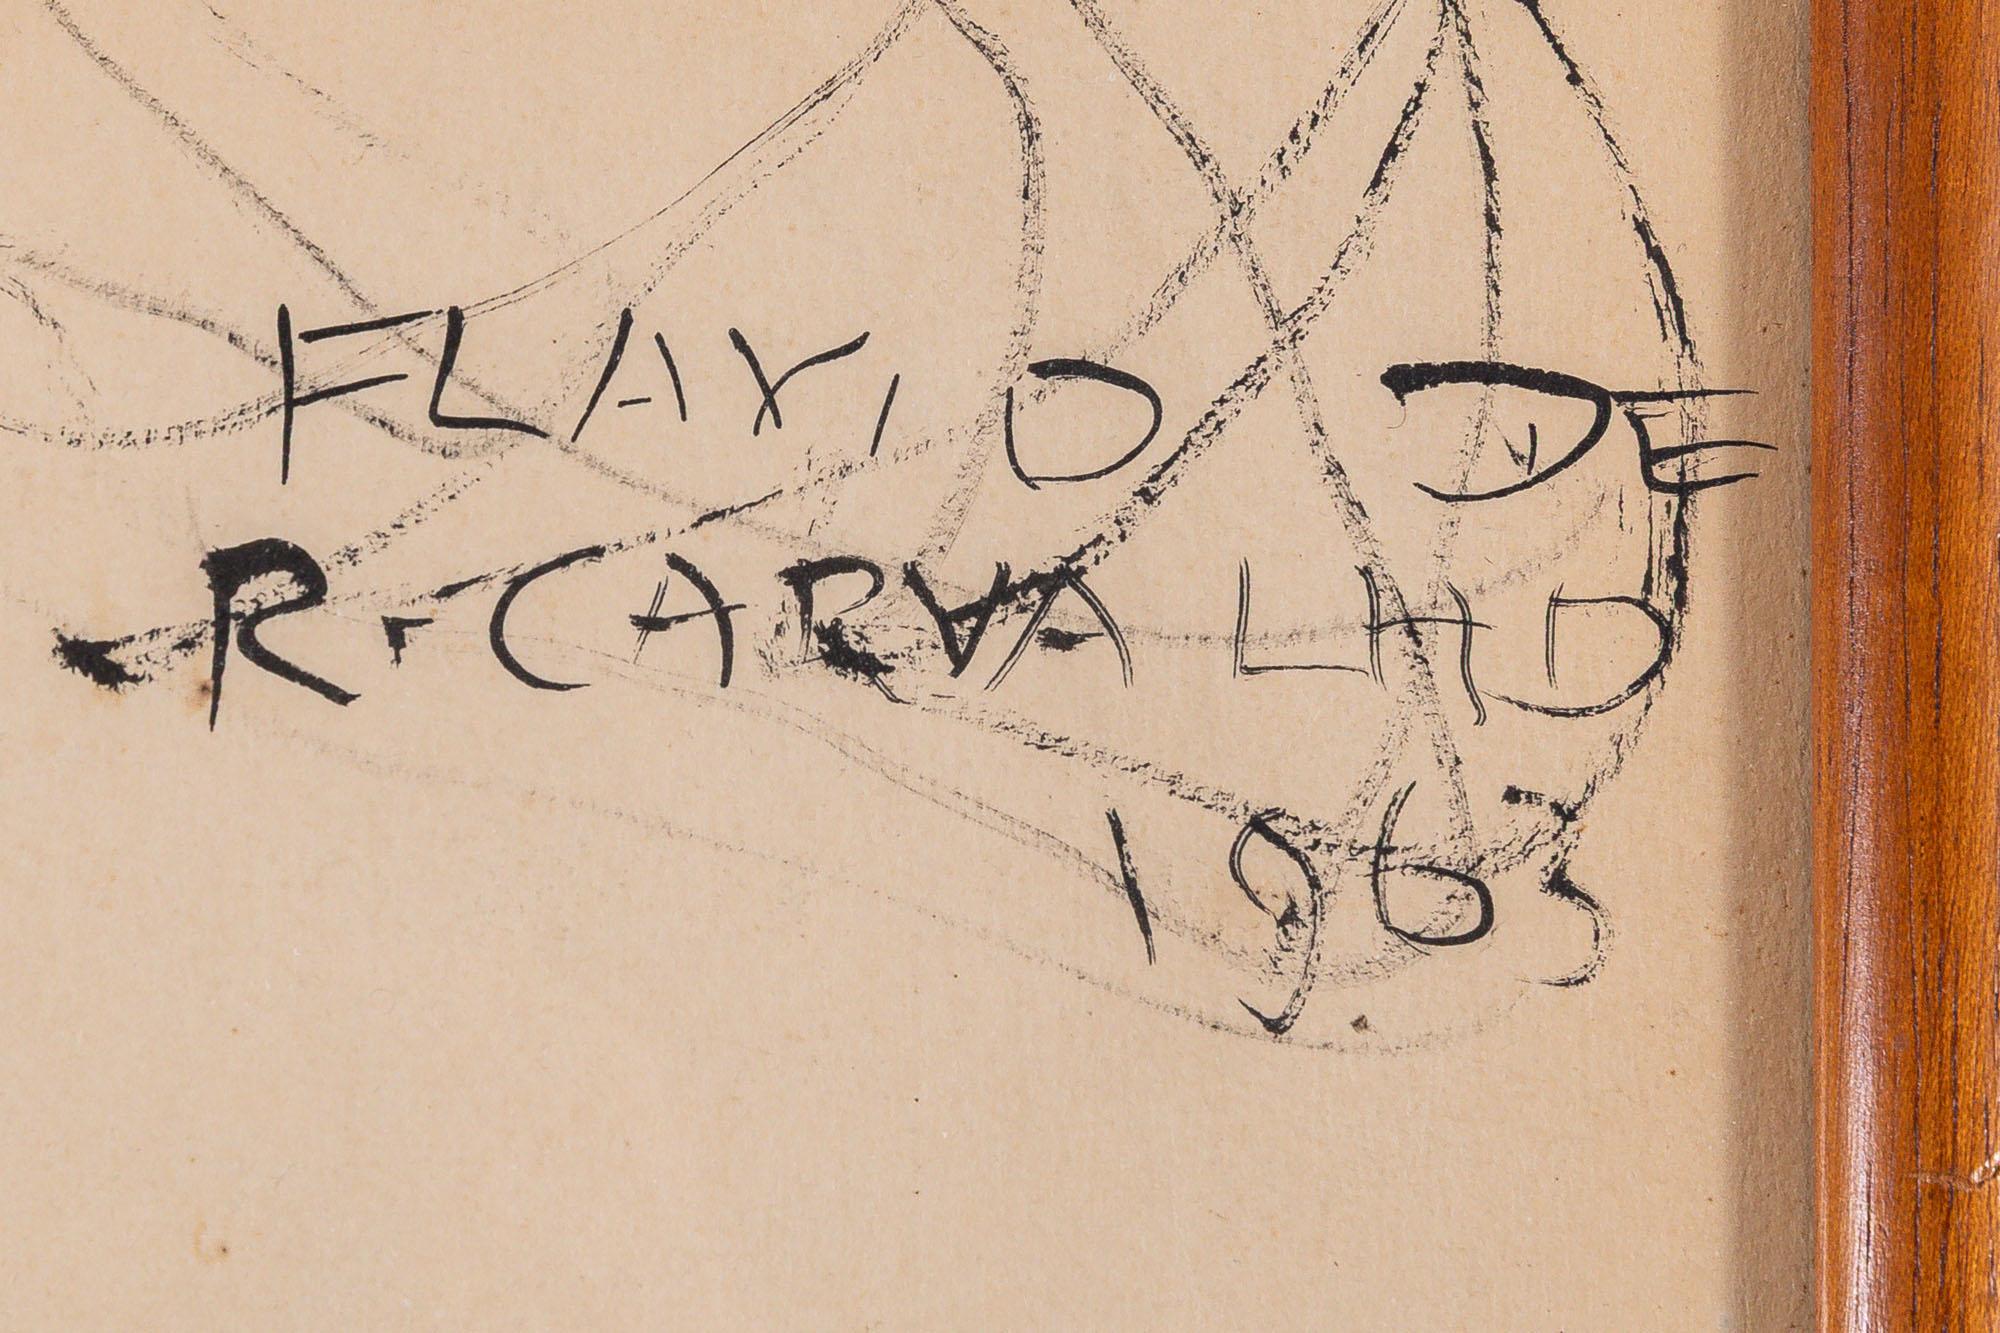 FLAVIO DE
R. CARVALHO
1963